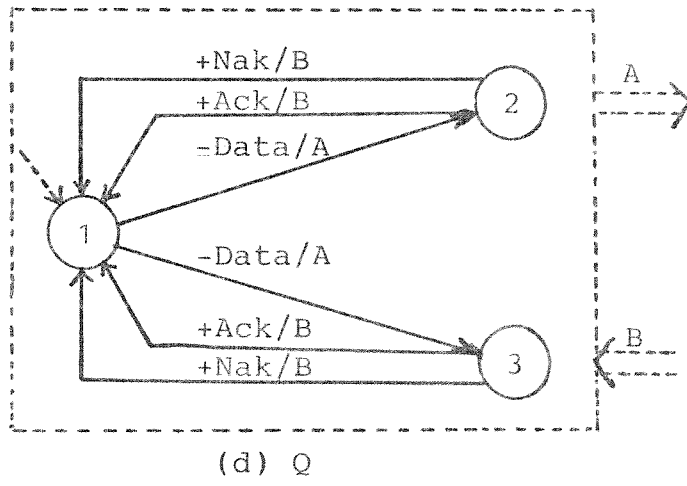 +Nak/B
A
+Ack/B
2
-Data/A
1
-Data/A
+Ack/B
B
+Nak/B
3
(d) Q